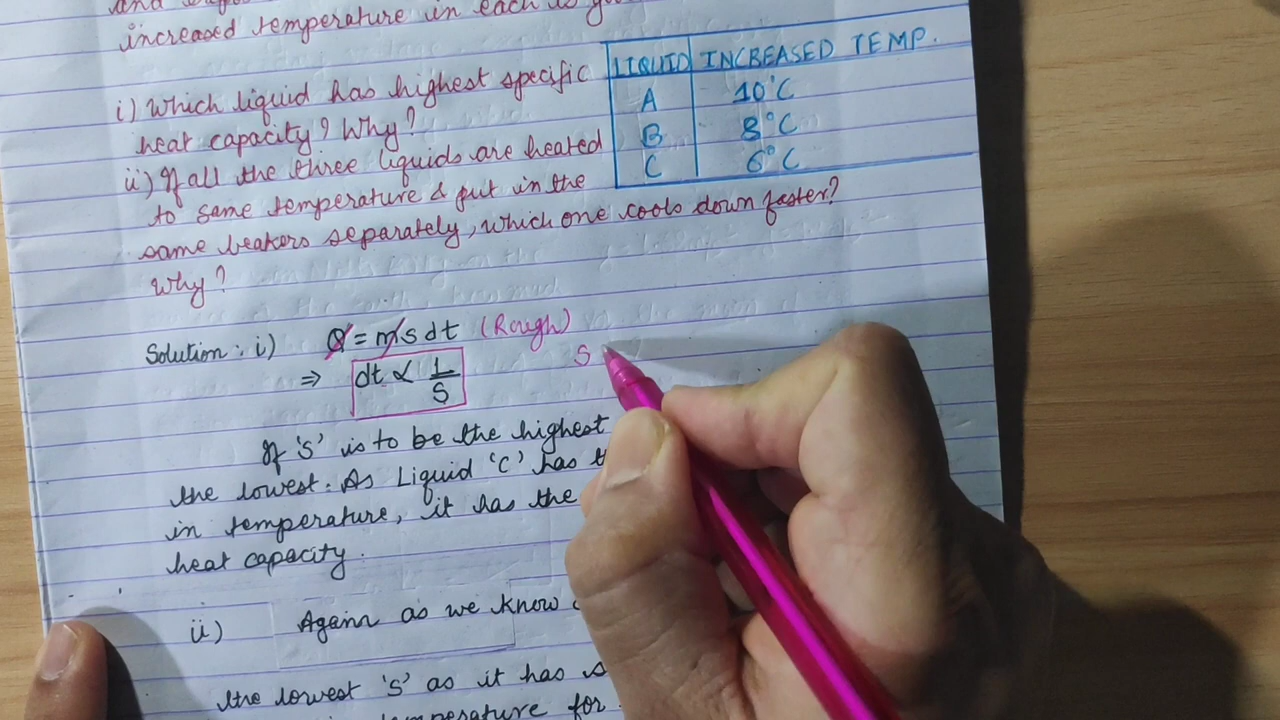 increased temperature in each is
LIQUID INCREASED TEMP.
A 10°C
B 8°C
C 6°C
i) Which liquid has highest specific
heat capacity? Why?
ii) If all the three liquids are heated
to same temperature & put in the
same beakers separately, which one cools down faster?
Why?
Solution: i) Q = msdt (Rough)
S
⇒ dt ∝ 1/S
If 'S' is to be the highest
the lowest. As Liquid 'C' has
in temperature, it has the
heat capacity.
ii) Again as we know
the lowest 'S' as it has
temperature for